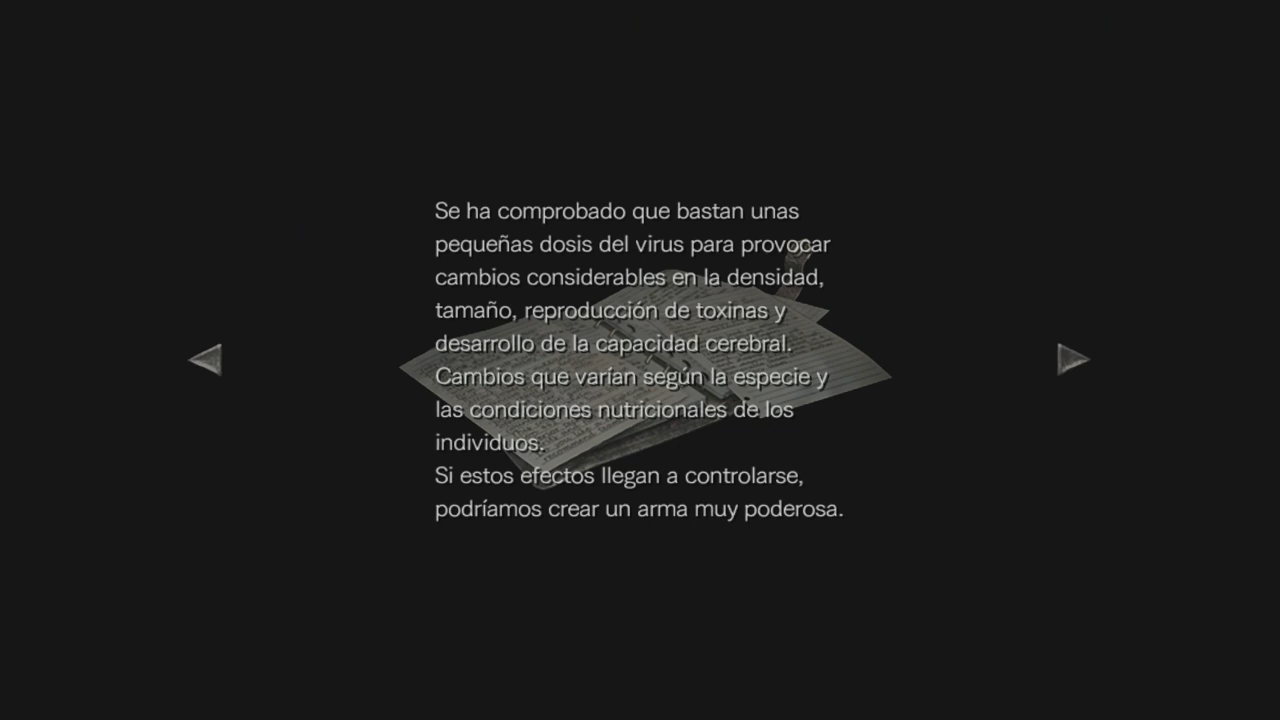 Se ha comprobado que bastan unas
pequeñas dosis del virus para provocar
cambios considerables en la densidad,
tamaño, reproducción de toxinas y
desarrollo de la capacidad cerebral.
Cambios que varían según la especie y
las condiciones nutricionales de los
individuos.
Si estos efectos llegan a controlarse,
podríamos crear un arma muy poderosa.